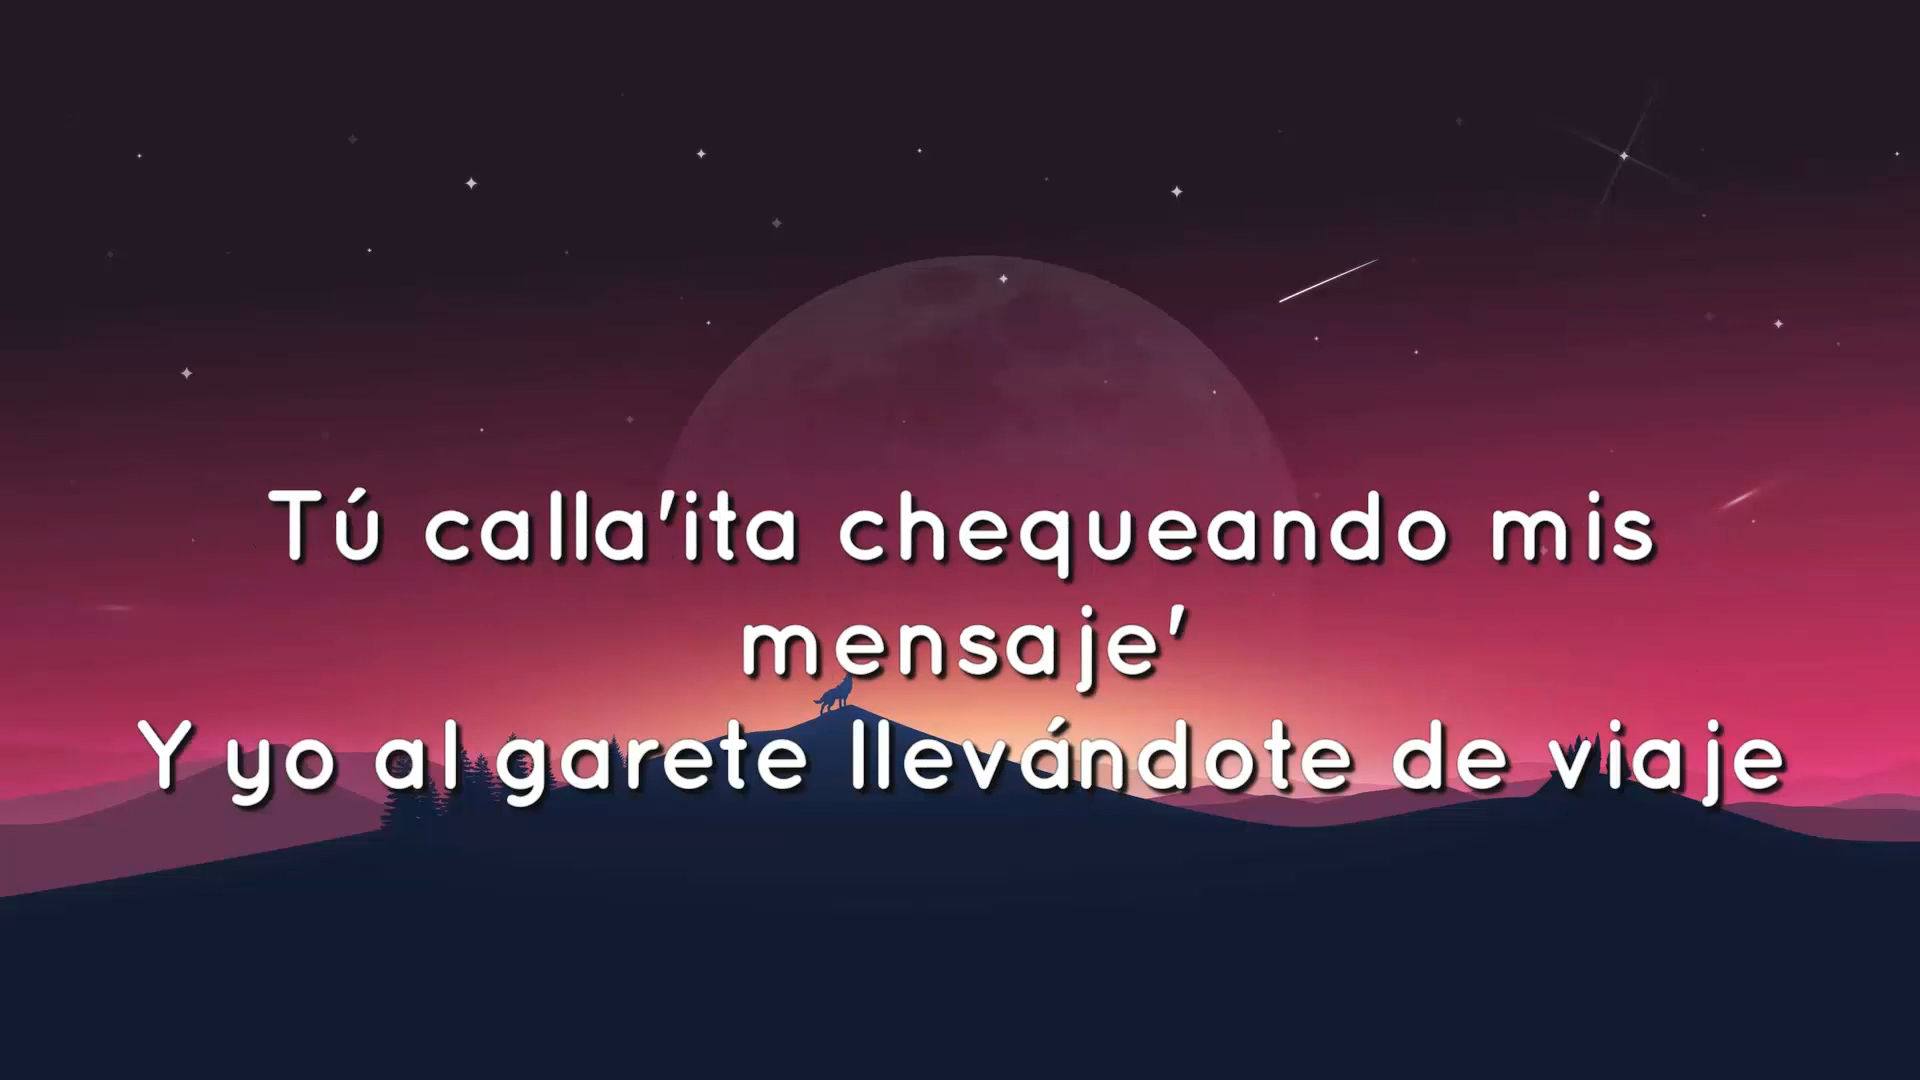 Tú calla'ita chequeando mis
mensaje'
Y yo al garete llevándote de viaje